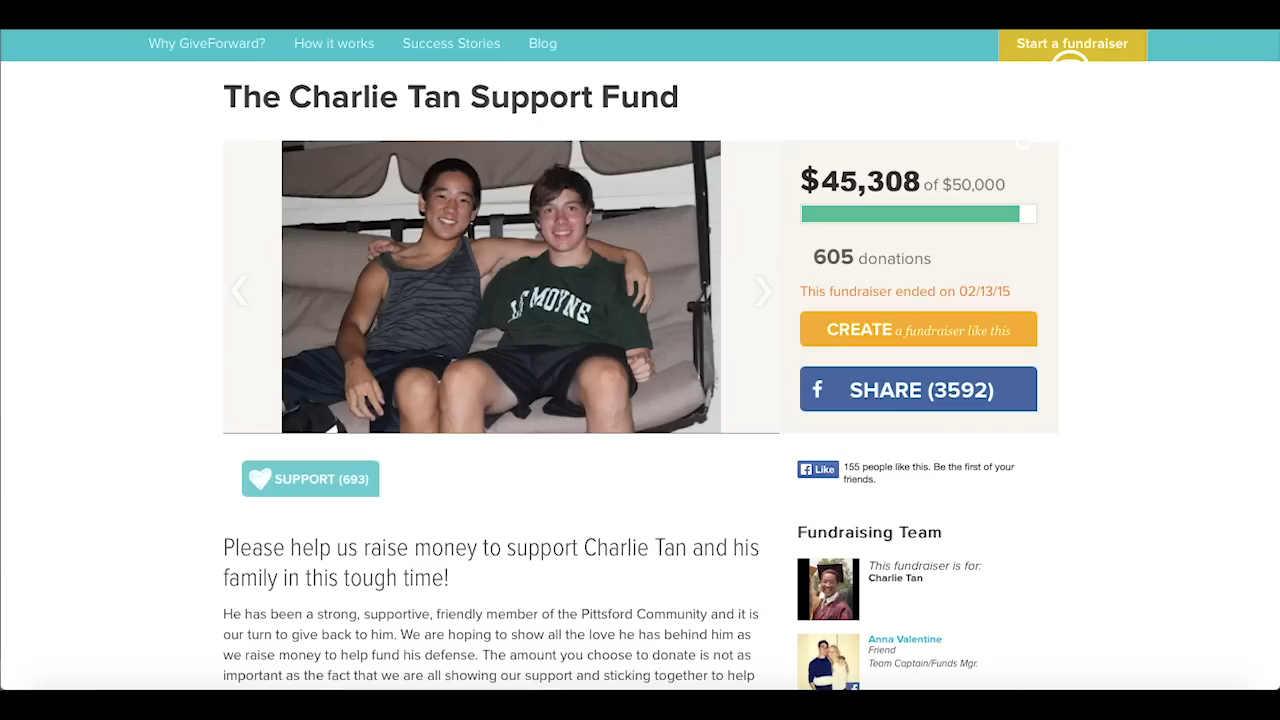 Why GiveForward? How it works Success Stories Blog Start a fundraiser
The Charlie Tan Support Fund
LE MOYNE
$45,308 of $50,000
605 donations
This fundraiser ended on 02/13/15
CREATE a fundraiser like this
f SHARE (3592)
SUPPORT (693)
f Like 155 people like this. Be the first of your
friends.
Please help us raise money to support Charlie Tan and his
family in this tough time!
He has been a strong, supportive, friendly member of the Pittsford Community and it is
our turn to give back to him. We are hoping to show all the love he has behind him as
we raise money to help fund his defense. The amount you choose to donate is not as
important as the fact that we are all showing our support and sticking together to help
Fundraising Team
This fundraiser is for:
Charlie Tan
Anna Valentine
Friend
Team Captain/Funds Mgr.